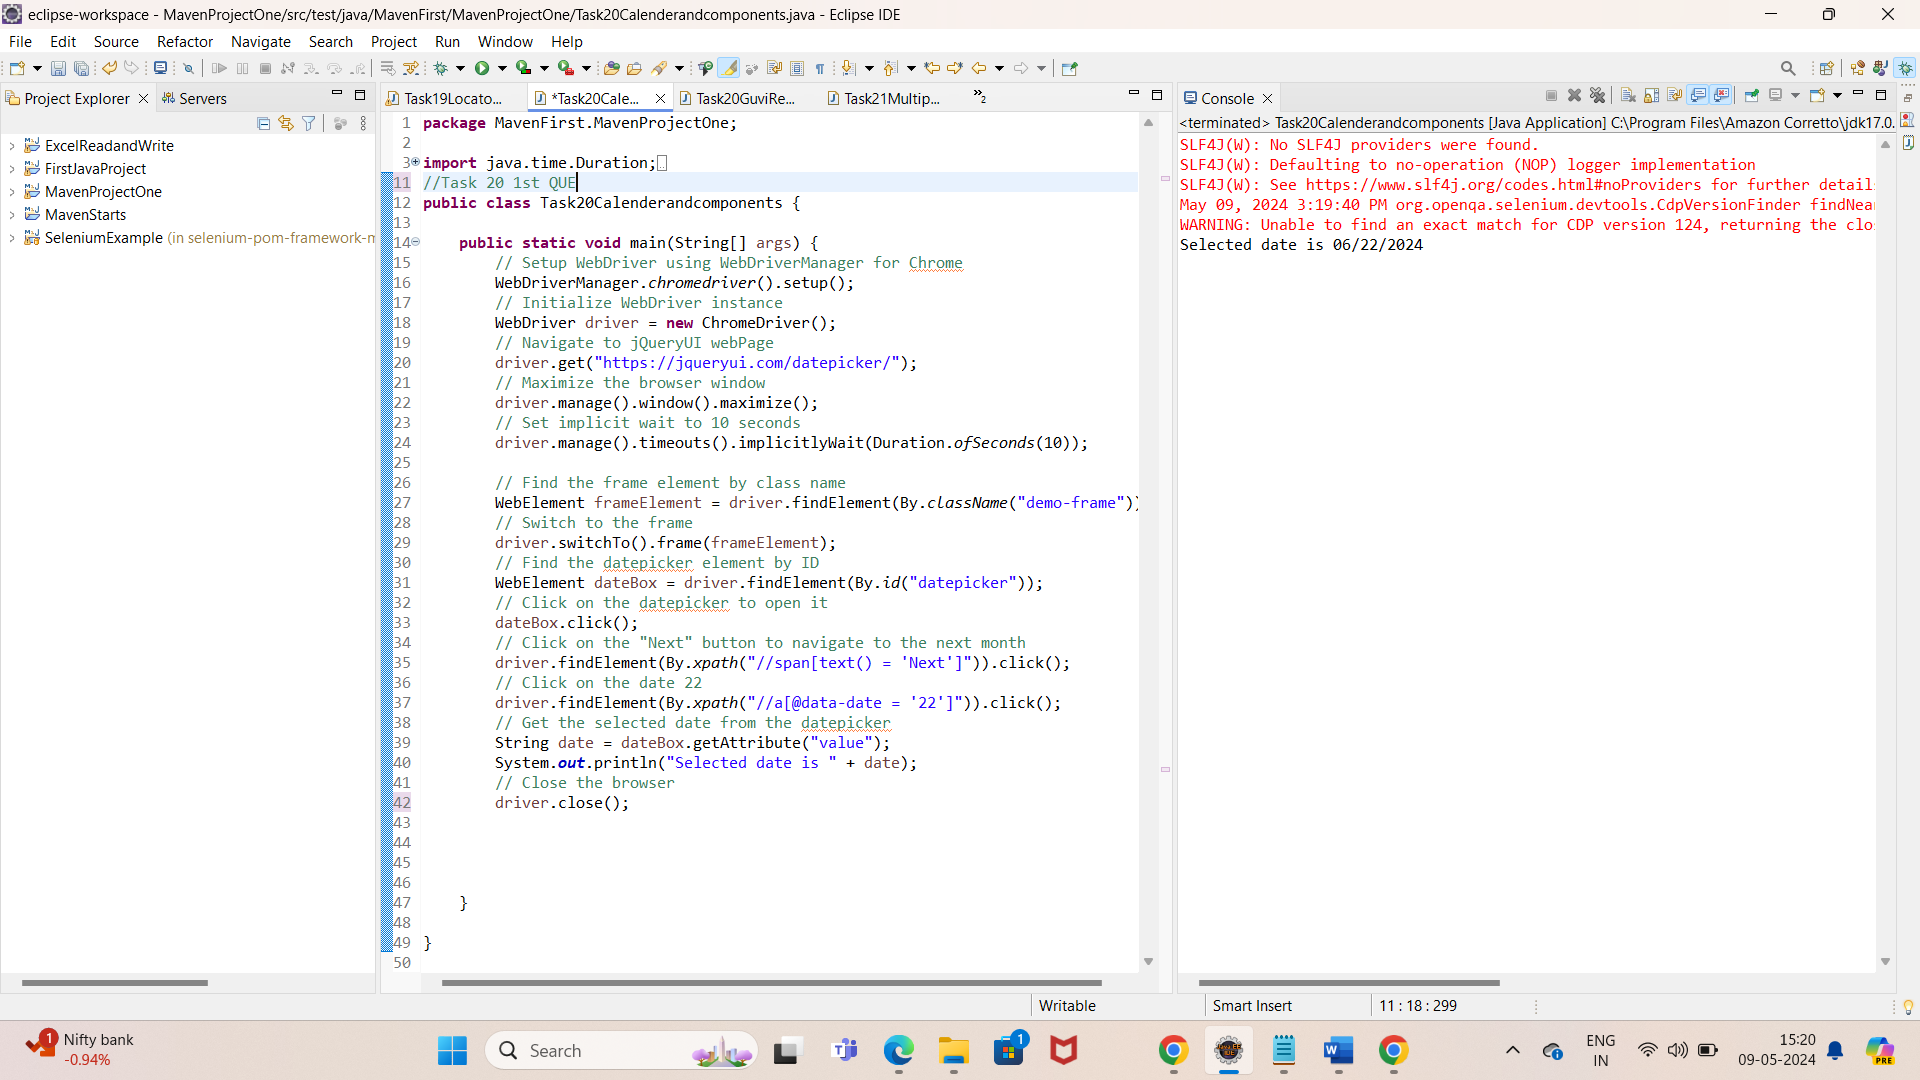 eclipse-workspace - MavenProjectOne/src/test/java/MavenFirst/MavenProjectOne/Task20Calenderandcomponents.java - Eclipse IDE
File Edit Source Refactor Navigate Search Project Run Window Help
Project Explorer
Servers
Task19Locato...
*Task20Cale...
Task20GuviRe...
Task21Multip...
2
Console
ExcelReadandWrite
FirstJavaProject
MavenProjectOne
MavenStarts
SeleniumExample (in selenium-pom-framework-m
1 package MavenFirst.MavenProjectOne;
2
3 import java.time.Duration;
11 //Task 20 1st QUE
12 public class Task20Calenderandcomponents {
13
14 public static void main(String[] args) {
15 // Setup WebDriver using WebDriverManager for Chrome
16 WebDriverManager.chromedriver().setup();
17 // Initialize WebDriver instance
18 WebDriver driver = new ChromeDriver();
19 // Navigate to jQueryUI webPage
20 driver.get("https://jqueryui.com/datepicker/");
21 // Maximize the browser window
22 driver.manage().window().maximize();
23 // Set implicit wait to 10 seconds
24 driver.manage().timeouts().implicitlyWait(Duration.ofSeconds(10));
25
26 // Find the frame element by class name
27 WebElement frameElement = driver.findElement(By.className("demo-frame"))
28 // Switch to the frame
29 driver.switchTo().frame(frameElement);
30 // Find the datepicker element by ID
31 WebElement dateBox = driver.findElement(By.id("datepicker"));
32 // Click on the datepicker to open it
33 dateBox.click();
34 // Click on the "Next" button to navigate to the next month
35 driver.findElement(By.xpath("//span[text() = 'Next']")).click();
36 // Click on the date 22
37 driver.findElement(By.xpath("//a[@data-date = '22']")).click();
38 // Get the selected date from the datepicker
39 String date = dateBox.getAttribute("value");
40 System.out.println("Selected date is " + date);
41 // Close the browser
42 driver.close();
43
44
45
46
47 }
48
49 }
50
<terminated> Task20Calenderandcomponents [Java Application] C:\Program Files\Amazon Corretto\jdk17.0.
SLF4J(W): No SLF4J providers were found.
SLF4J(W): Defaulting to no-operation (NOP) logger implementation
SLF4J(W): See https://www.slf4j.org/codes.html#noProviders for further detail
May 09, 2024 3:19:40 PM org.openqa.selenium.devtools.CdpVersionFinder findNea
WARNING: Unable to find an exact match for CDP version 124, returning the clo
Selected date is 06/22/2024
Writable
Smart Insert
11 : 18 : 299
1
Nifty bank
-0.94%
Search
1
ENG
IN
15:20
09-05-2024
PRE